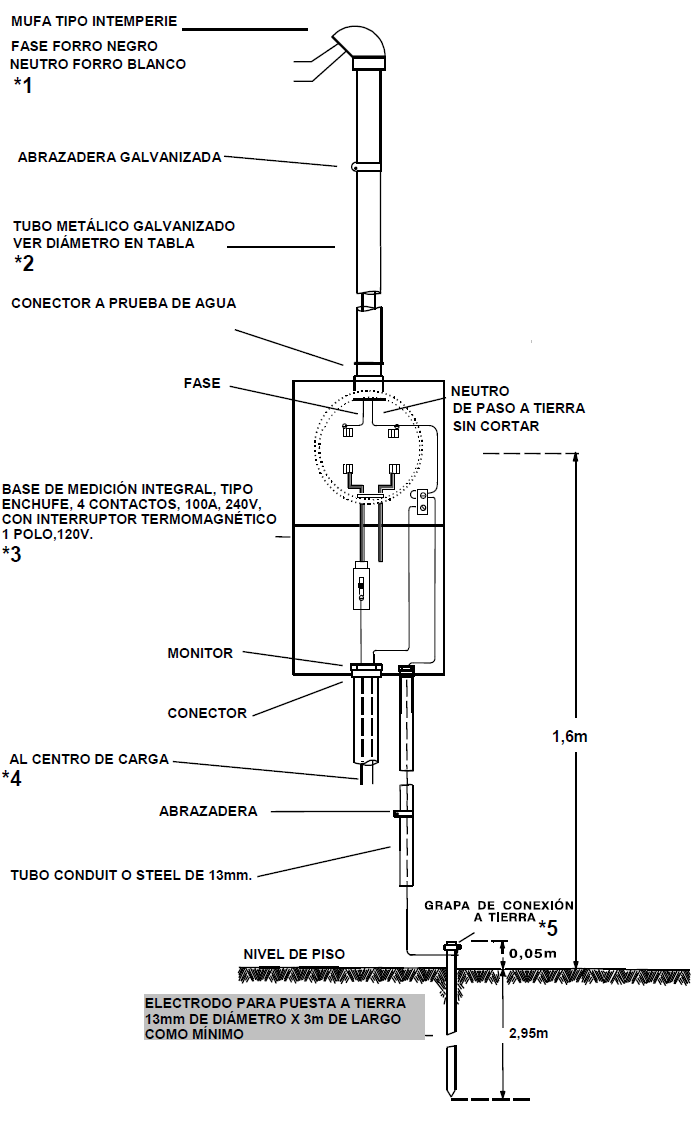 MUFA TIPO INTEMPERIE
FASE FORRO NEGRO
NEUTRO FORRO BLANCO
*1
ABRAZADERA GALVANIZADA
TUBO METÁLICO GALVANIZADO
VER DIÁMETRO EN TABLA
*2
CONECTOR A PRUEBA DE AGUA
FASE
NEUTRO
DE PASO A TIERRA
SIN CORTAR
BASE DE MEDICIÓN INTEGRAL, TIPO
ENCHUFE, 4 CONTACTOS, 100A, 240V,
CON INTERRUPTOR TERMOMAGNÉTICO
1 POLO,120V.
*3
MONITOR
CONECTOR
1,6m
AL CENTRO DE CARGA
*4
ABRAZADERA
TUBO CONDUIT O STEEL DE 13mm.
GRAPA DE CONEXIÓN
A TIERRA
*5
NIVEL DE PISO
0,05m
ELECTRODO PARA PUESTA A TIERRA
13mm DE DIÁMETRO X 3m DE LARGO
COMO MÍNIMO
2,95m